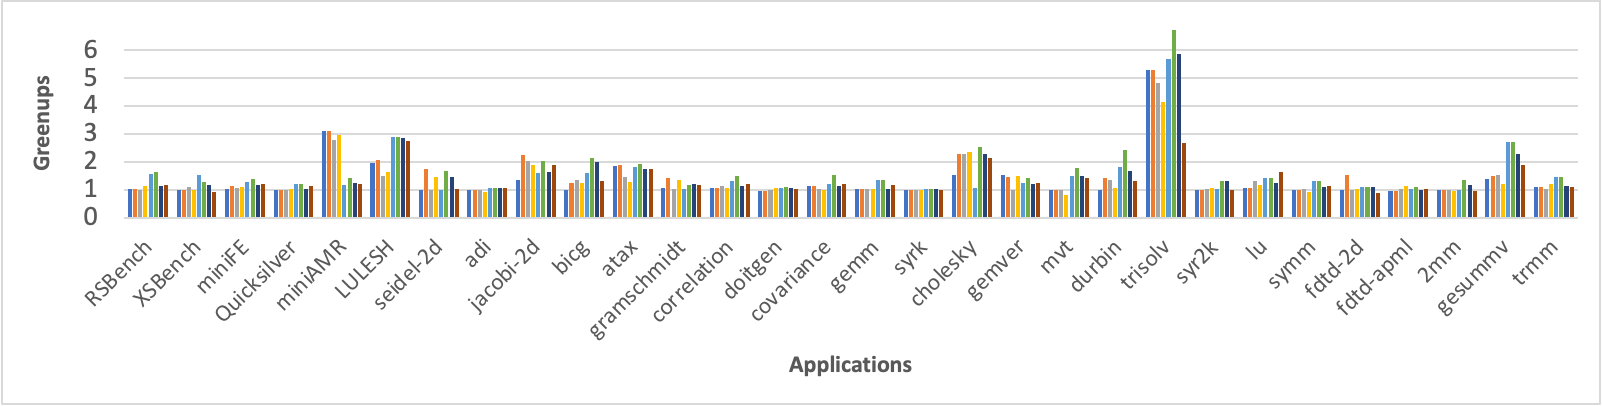 Greenups
6
5
4
3
2
1
0
RSBench
XSBench
miniFE
Quicksilver
miniAMR
LULESH
seidel-2d
adi
jacobi-2d
bicg
atax
gramschmidt
correlation
doitgen
covariance
gemm
syrk
cholesky
gemver
mvt
durbin
trisolv
syr2k
lu
symm
fdtd-2d
fdtd-apml
2mm
gesummv
trmm
Applications